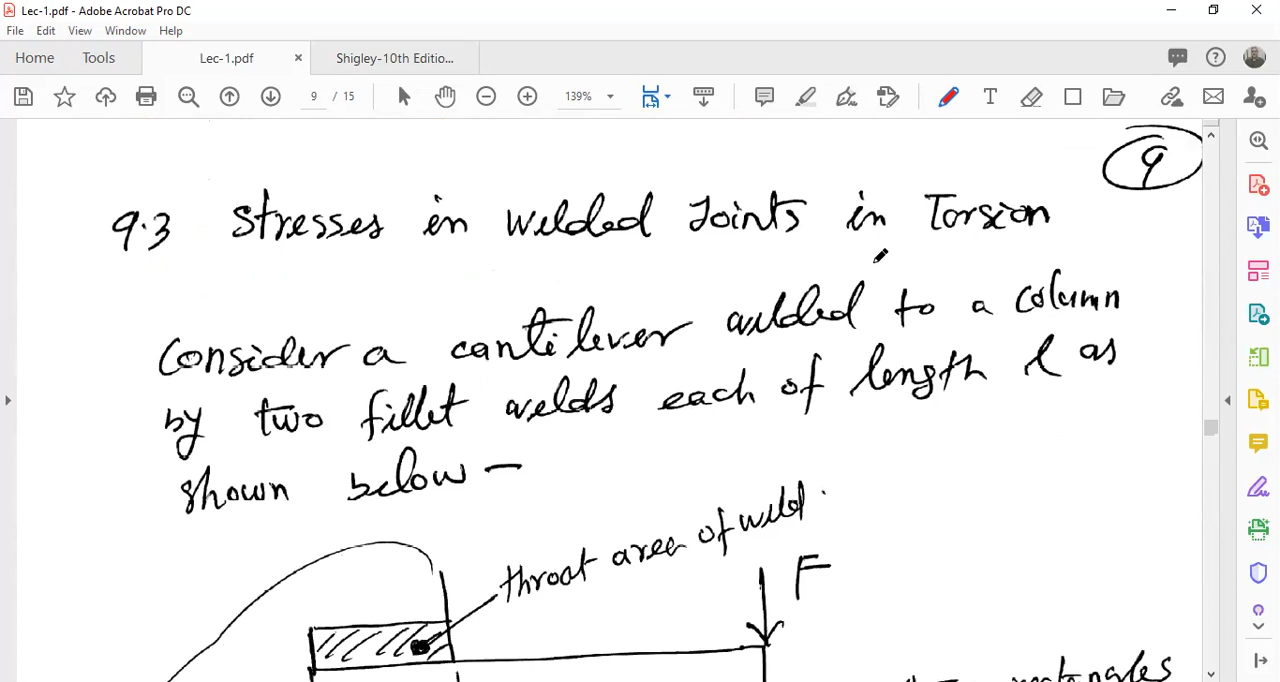 Lec-1.pdf - Adobe Acrobat Pro DC
File Edit View Window Help
Home Tools Lec-1.pdf × Shigley-10th Editio...
9 / 15 139%
9
9.3 Stresses in Welded Joints in Torsion
Consider a cantilever welded to a column
by two fillet welds each of length l as
shown below —
throat area of weld
F
rectangles